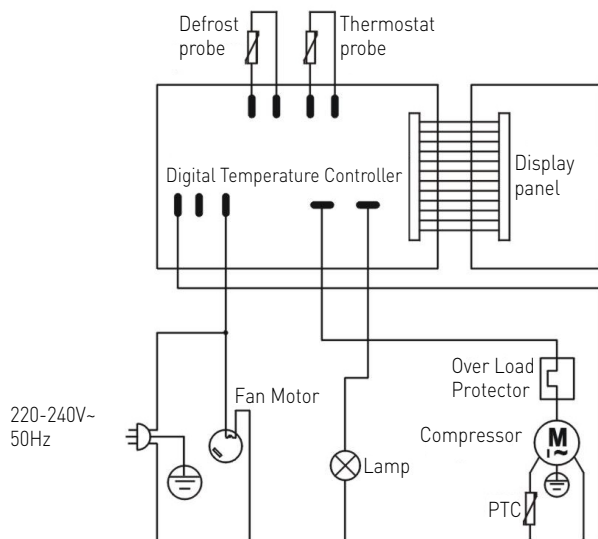 Defrost
probe
Thermostat
probe
Digital Temperature Controller
Display
panel
Over Load
Protector
Fan Motor
220-240V~
50Hz
Compressor
M
1~
Lamp
PTC